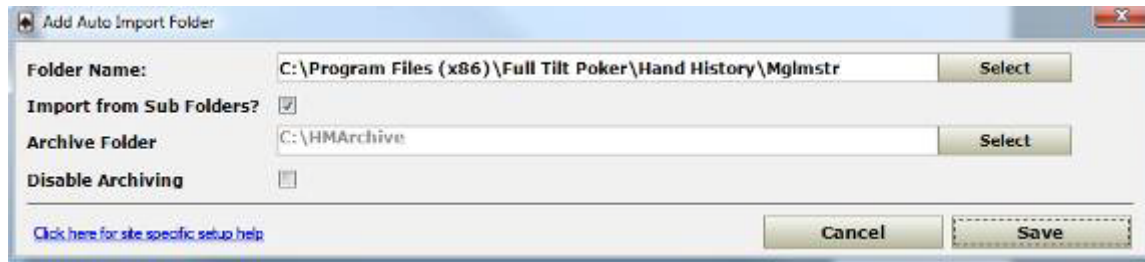 Add Auto Import Folder
Folder Name: C:\Program Files (x86)\Full Tilt Poker\Hand History\Mglmstr Select
Import from Sub Folders?
Archive Folder C:\HMArchive Select
Disable Archiving
Click here for site specific setup help Cancel Save